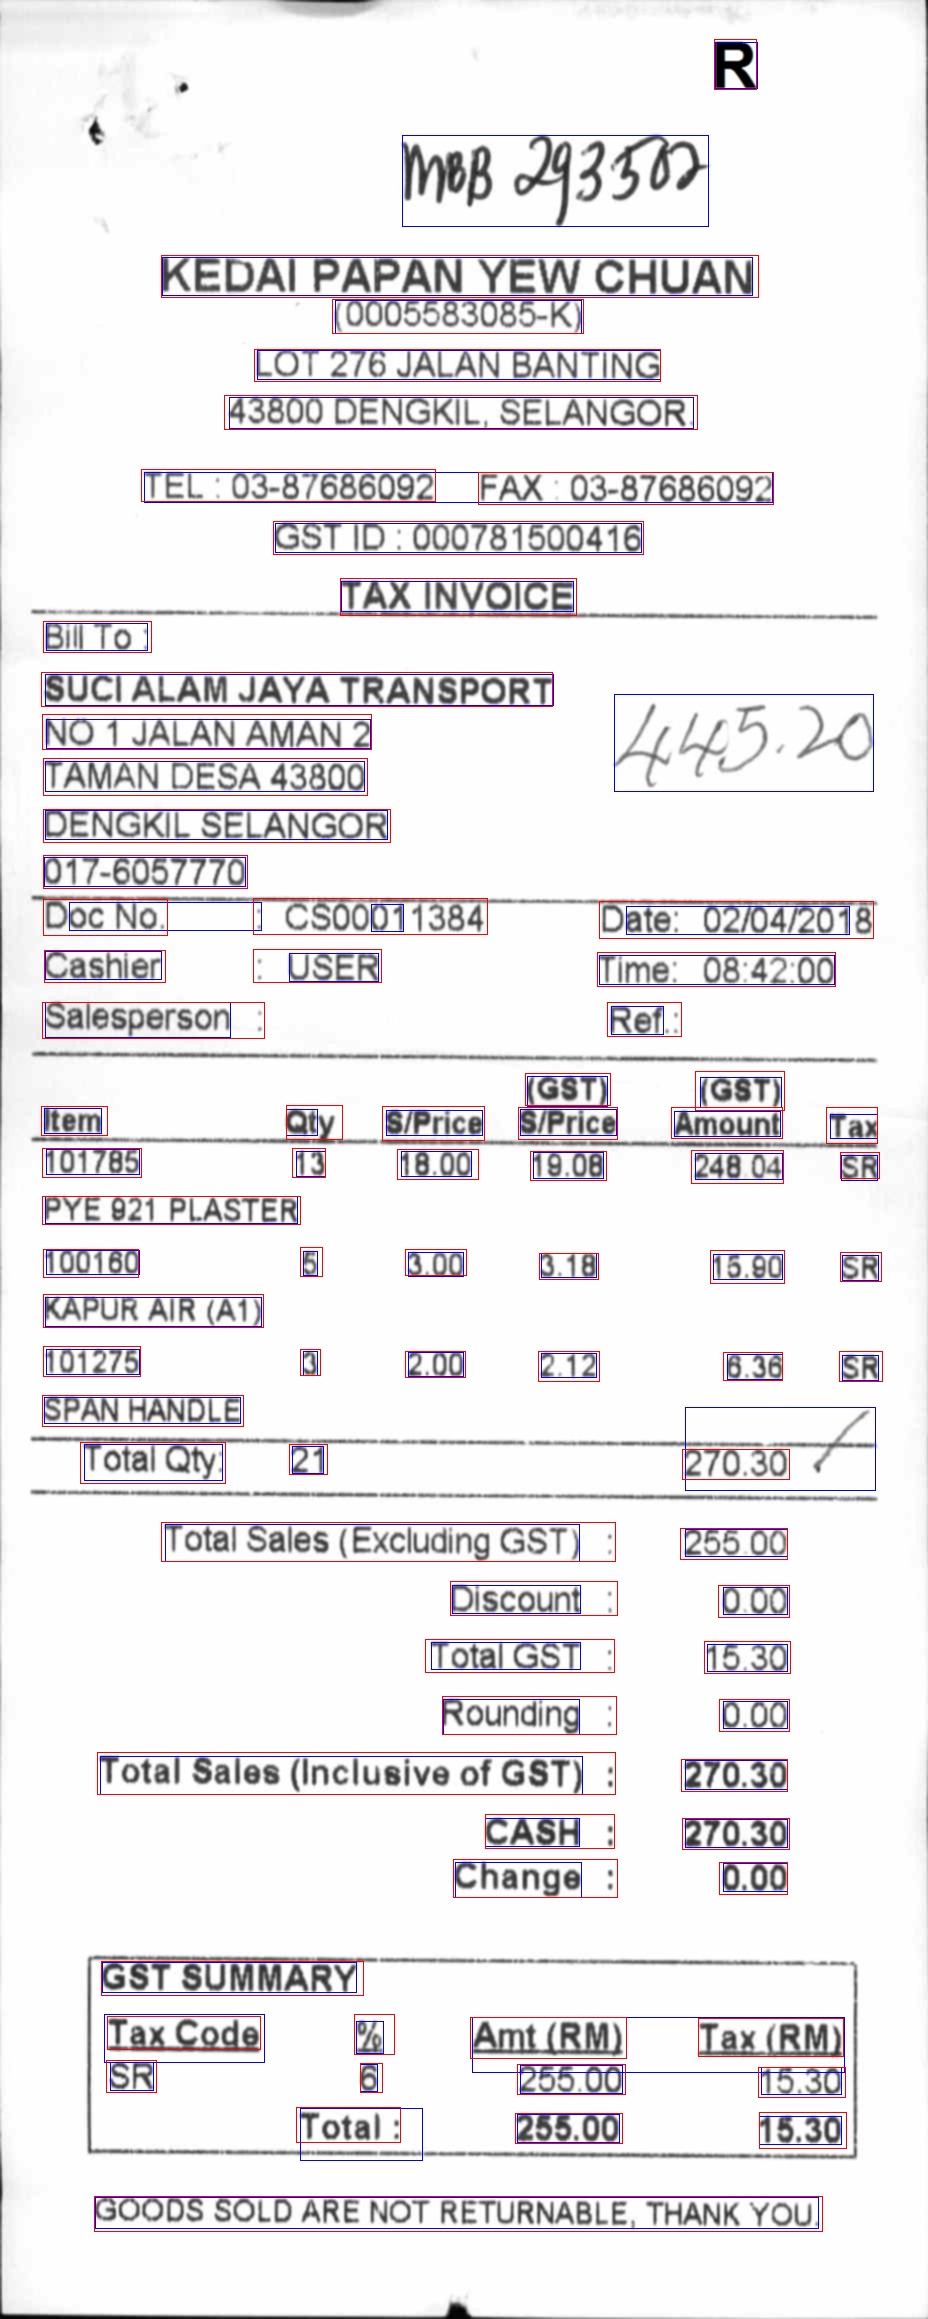 R
MBB 293502
KEDAI PAPAN YEW CHUAN
(0005583085-K)
LOT 276 JALAN BANTING
43800 DENGKIL, SELANGOR.
TEL : 03-87686092 FAX : 03-87686092
GST ID : 000781500416
TAX INVOICE
Bill To :
SUCI ALAM JAYA TRANSPORT
NO 1 JALAN AMAN 2
445.20
TAMAN DESA 43800
DENGKIL SELANGOR
017-6057770
Doc No. : CS00011384 Date: 02/04/2018
Cashier : USER Time: 08:42:00
Salesperson : Ref.:
(GST) (GST)
Item Qty S/Price S/Price Amount Tax
101785 13 18.00 19.08 248.04 SR
PYE 921 PLASTER
100160 5 3.00 3.18 15.90 SR
KAPUR AIR (A1)
101275 3 2.00 2.12 6.36 SR
SPAN HANDLE
Total Qty: 21 270.30
Total Sales (Excluding GST) : 255.00
Discount : 0.00
Total GST : 15.30
Rounding : 0.00
Total Sales (Inclusive of GST) : 270.30
CASH : 270.30
Change : 0.00
GST SUMMARY
Tax Code % Amt (RM) Tax (RM)
SR 6 255.00 15.30
Total : 255.00 15.30
GOODS SOLD ARE NOT RETURNABLE, THANK YOU.